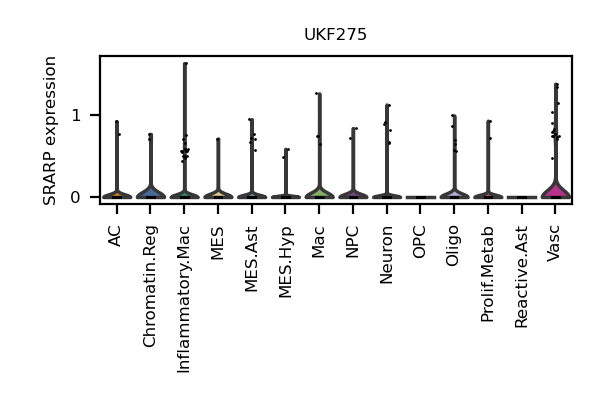 UKF275
SRARP expression
1
0
AC
Chromatin.Reg
Inflammatory.Mac
MES
MES.Ast
MES.Hyp
Mac
NPC
Neuron
OPC
Oligo
Prolif.Metab
Reactive.Ast
Vasc